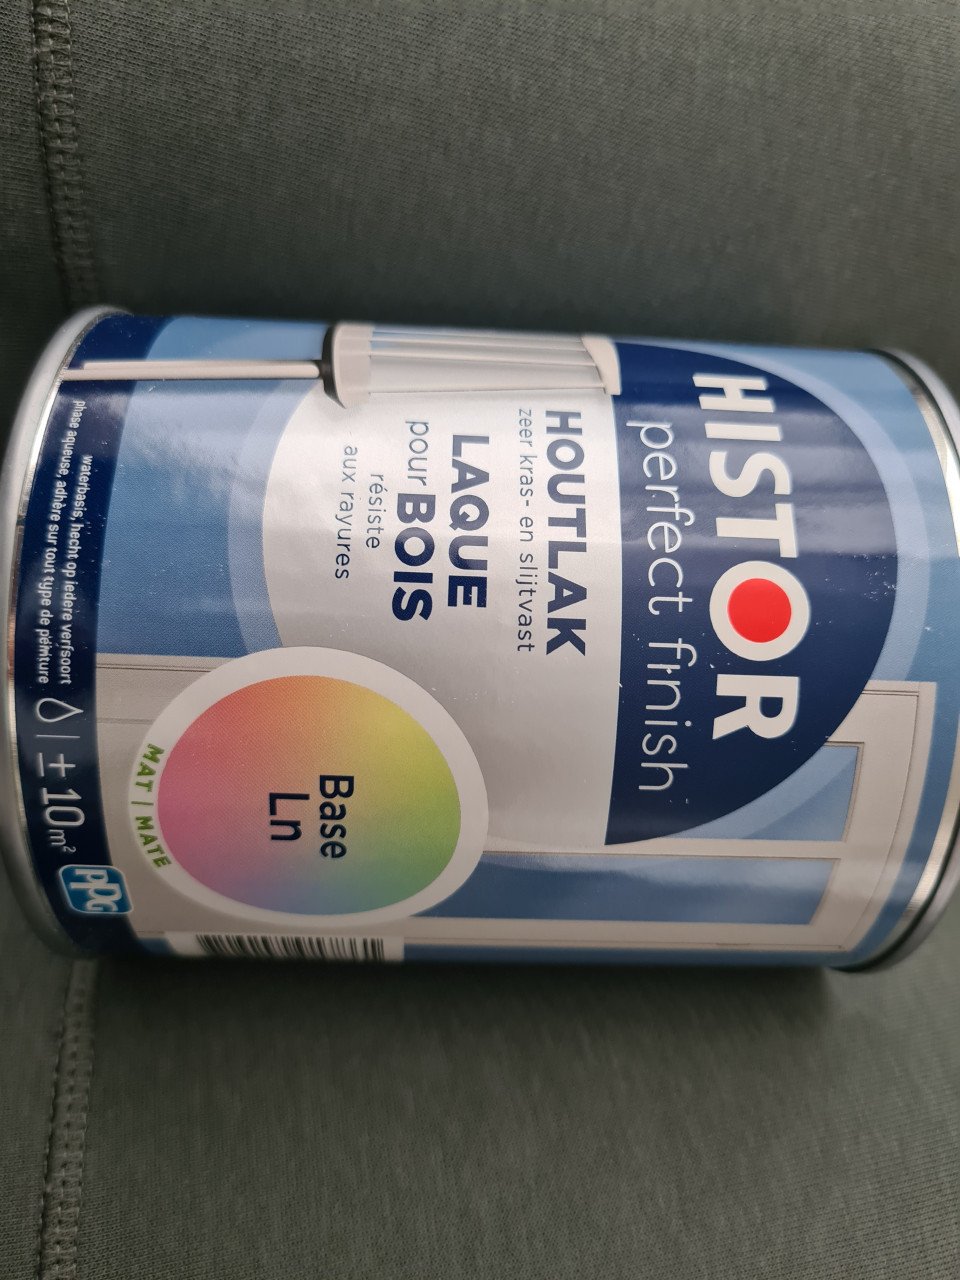 HISTOR
perfect finish
HOUTLAK
zeer kras- en slijtvast
LAQUE
pour BOIS
résiste
aux rayures
Base
Ln
MAT | MATE
waterbasis, hecht op iedere verfsoort
phase aqueuse, adhère sur tout type de peinture
± 10m²
PPG